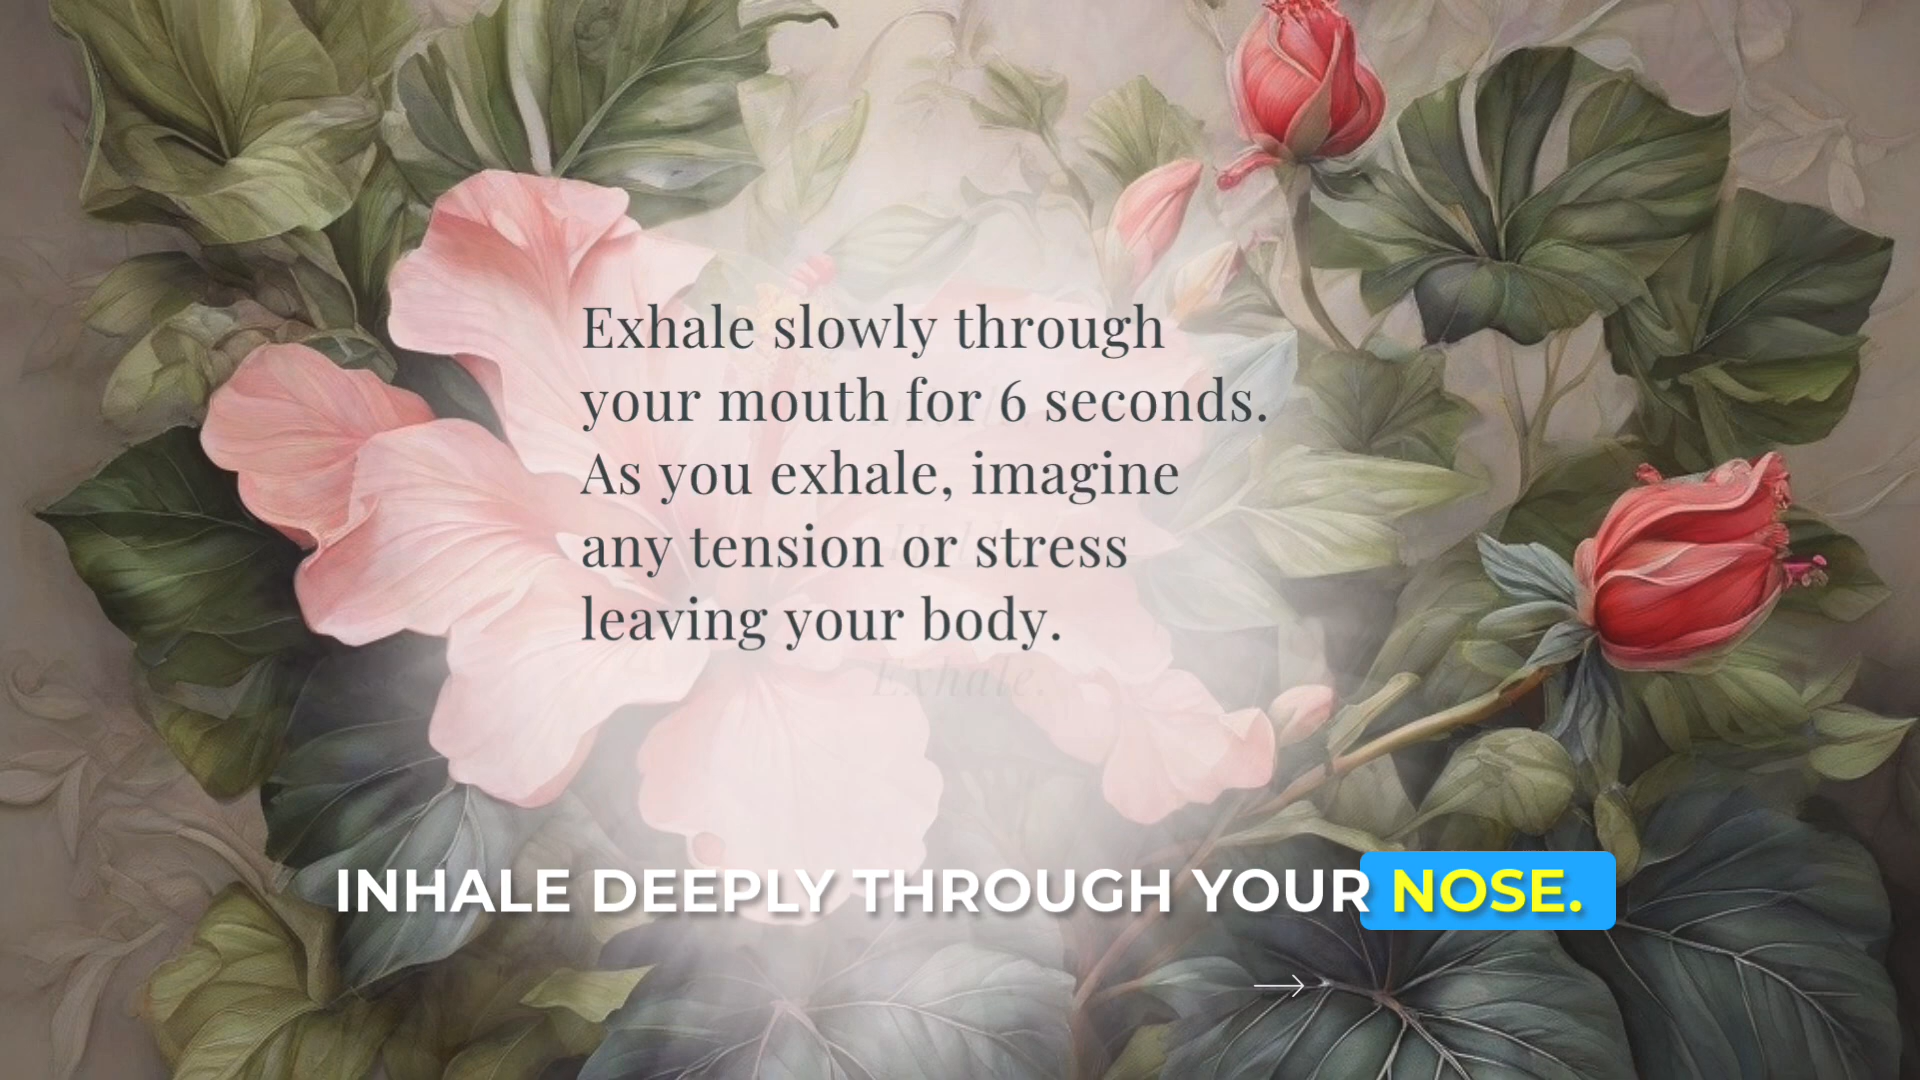 Exhale slowly through
your mouth for 6 seconds.
As you exhale, imagine
any tension or stress
leaving your body.
Exhale.
INHALE DEEPLY THROUGH YOUR NOSE.